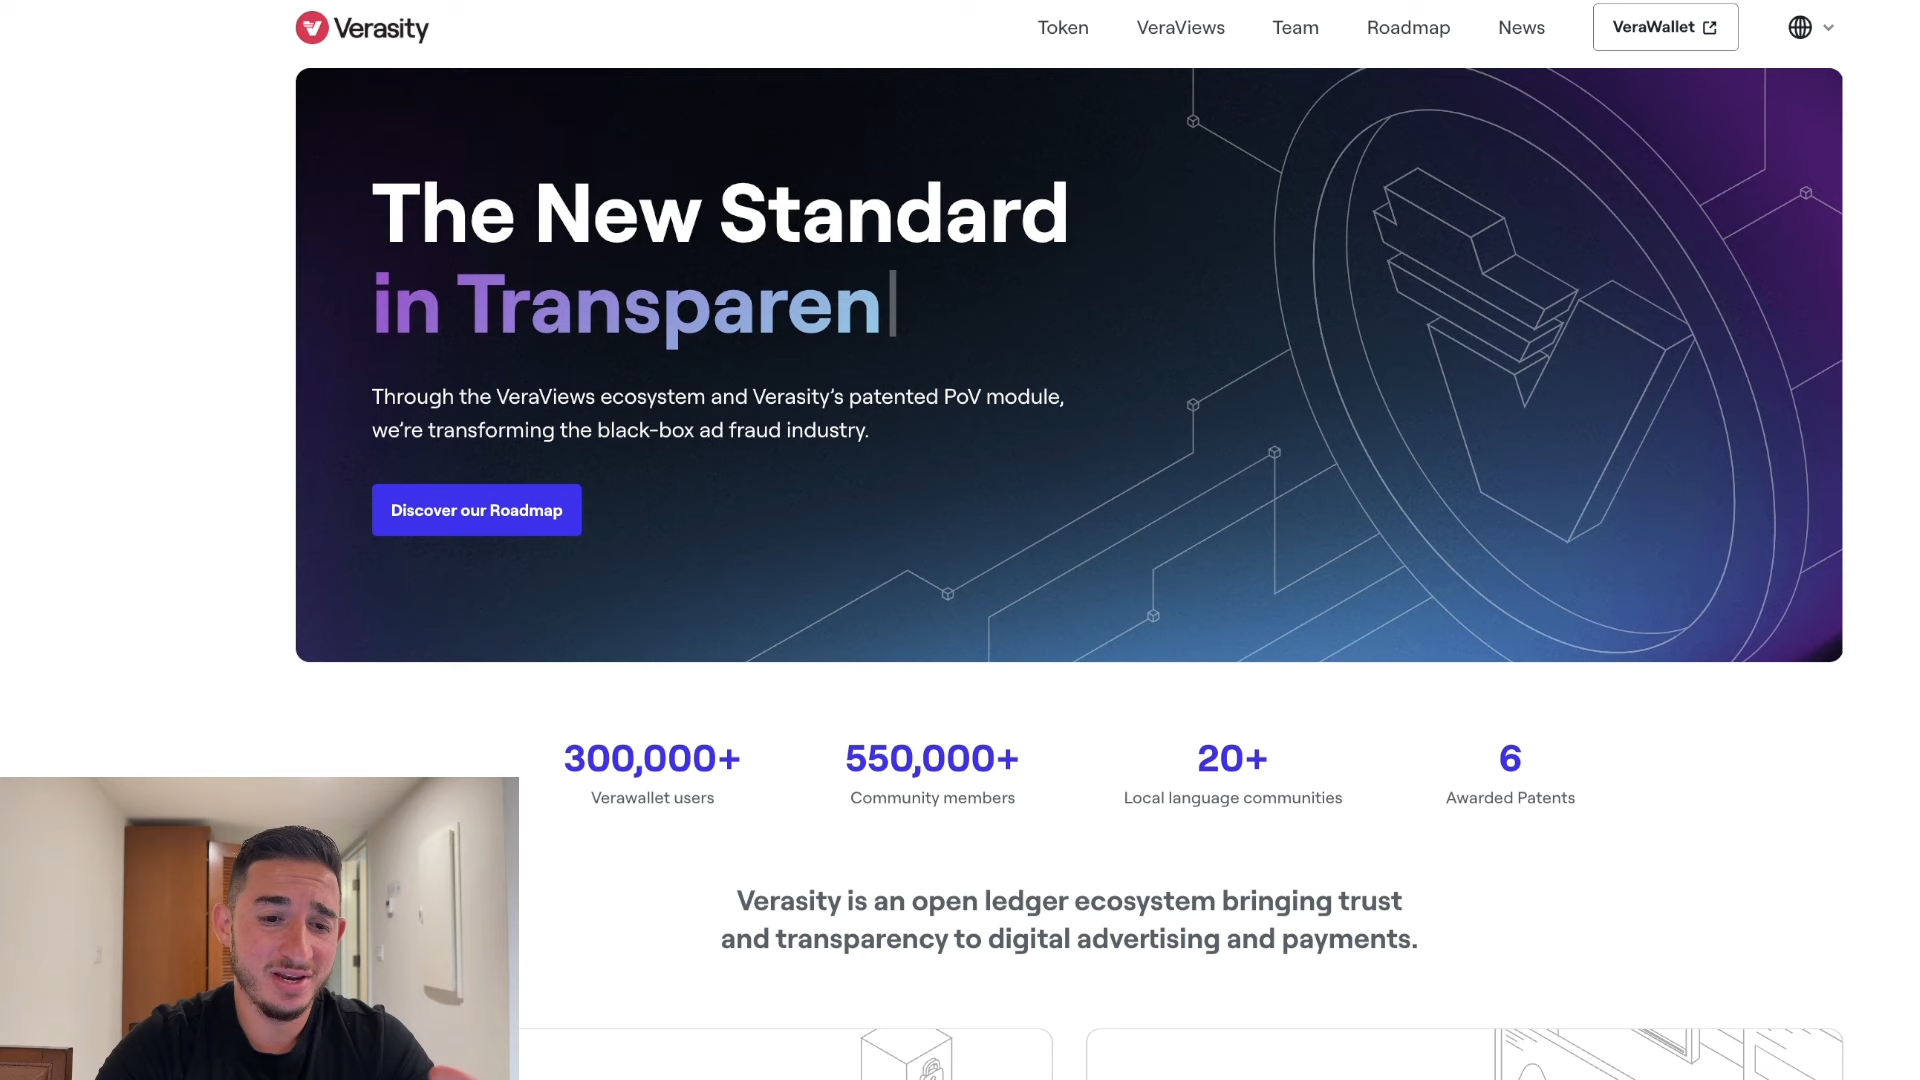 Verasity
Token
VeraViews
Team
Roadmap
News
VeraWallet
The New Standard
in Transparen
Through the VeraViews ecosystem and Verasity’s patented PoV module,
we’re transforming the black-box ad fraud industry.
Discover our Roadmap
300,000+
Verawallet users
550,000+
Community members
20+
Local language communities
6
Awarded Patents
Verasity is an open ledger ecosystem bringing trust
and transparency to digital advertising and payments.